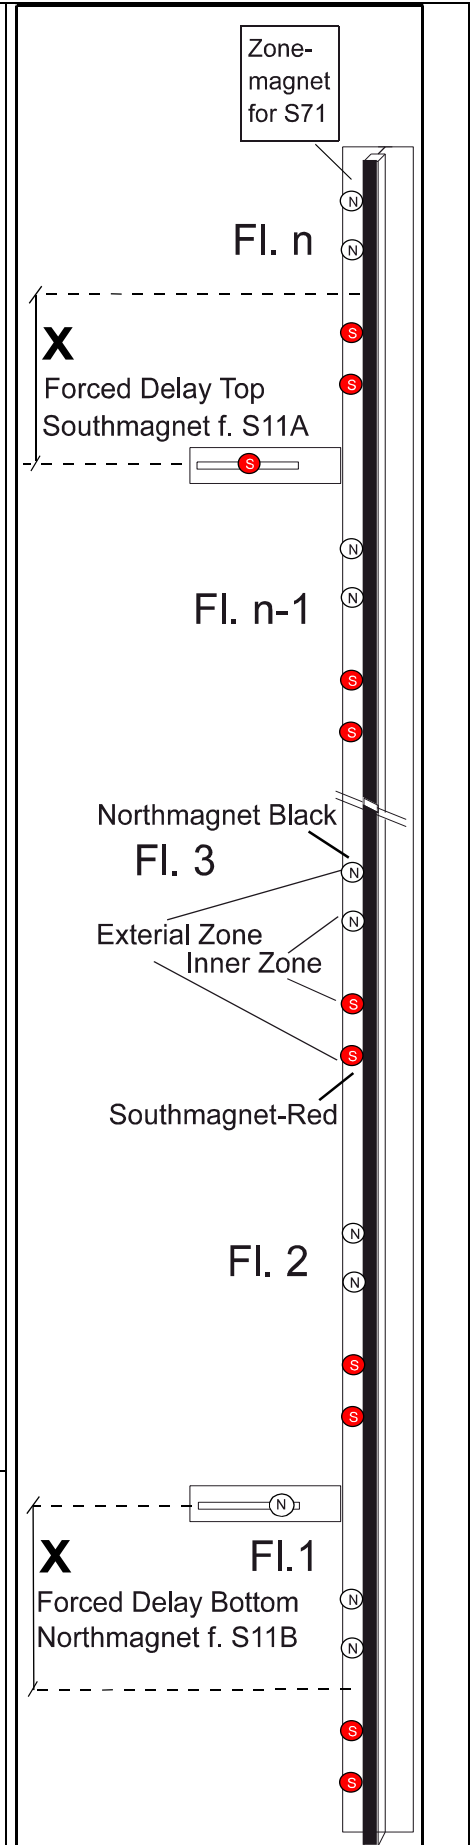 Zone-
magnet
for S71
N
Fl. n
N
X
S
Forced Delay Top
S
Southmagnet f. S11A
S
N
Fl. n-1
N
S
S
Northmagnet Black
Fl. 3
N
N
Exterial Zone
Inner Zone
S
S
Southmagnet-Red
N
Fl. 2
N
S
S
N
X
Fl.1
Forced Delay Bottom
N
Northmagnet f. S11B
N
S
S